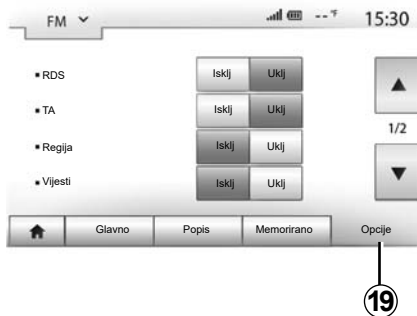 FM -- °F 15:30
RDS Isklj Uklj
TA Isklj Uklj
1/2
Regija Isklj Uklj
Vijesti Isklj Uklj
Glavno Popis Memorirano Opcije
19